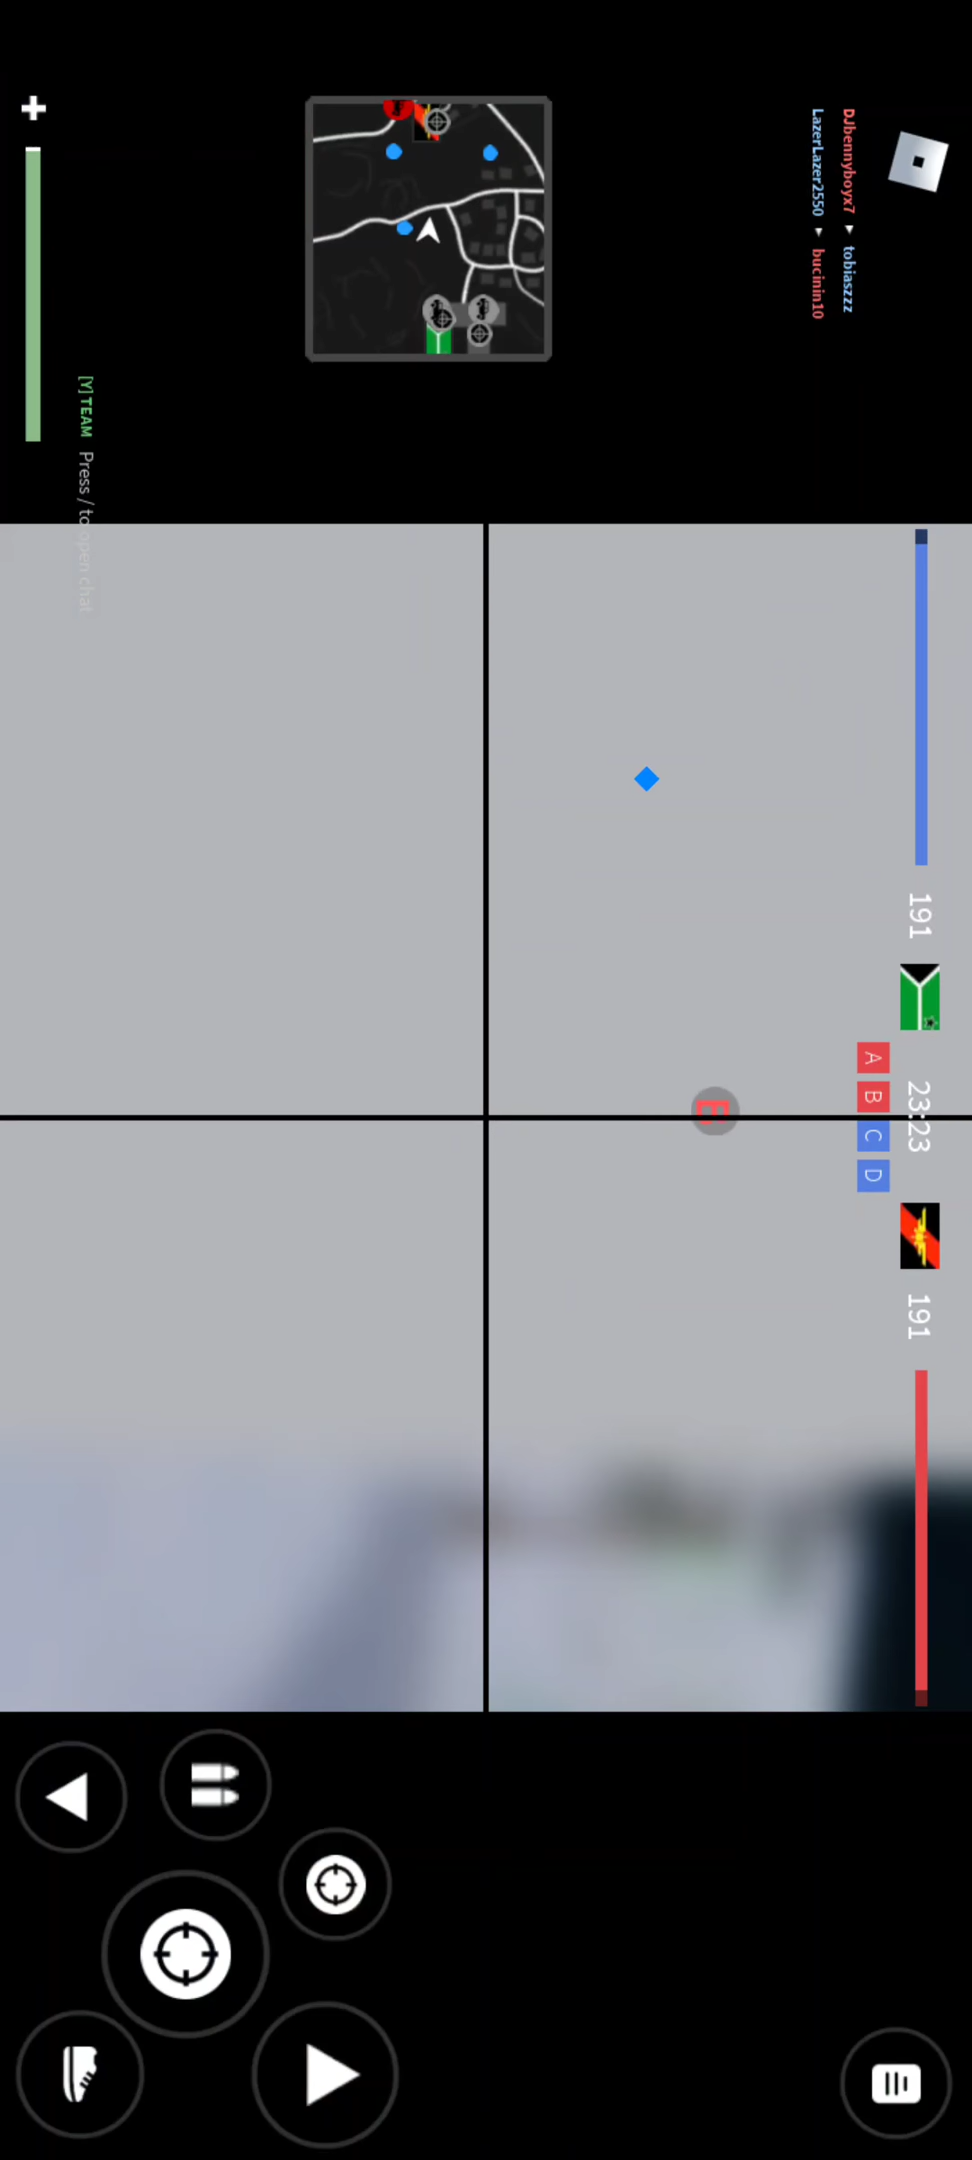 DJbennyboyx7 ▸ tobiaszzz
LazerLazer2550 ▸ bucinin10
191 23:23 191
A B C D
E
[Y] TEAM Press / to open chat